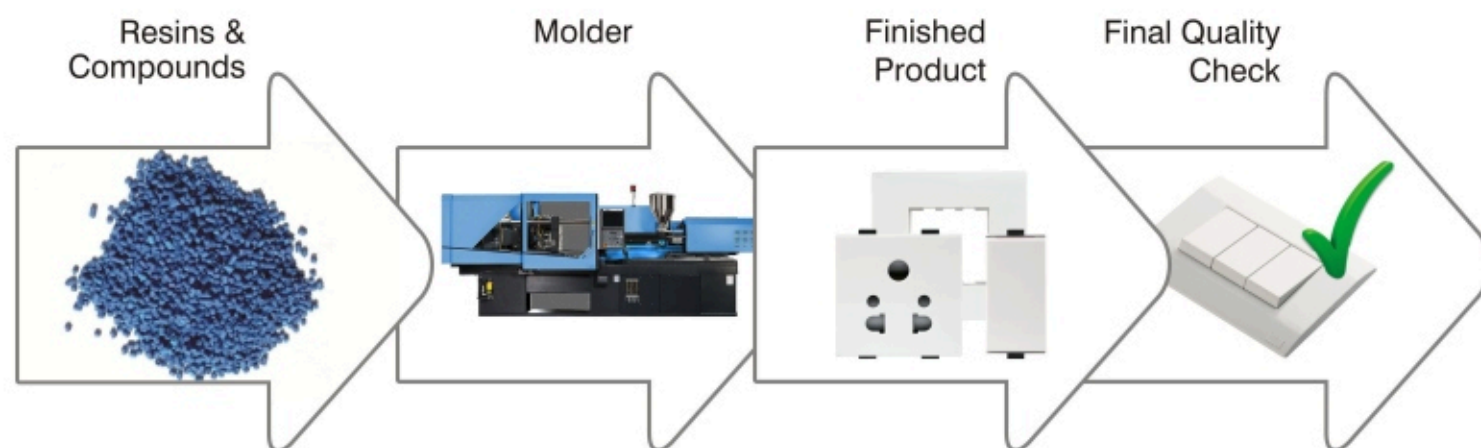 Resins &
Compounds
Molder
Finished
Product
Final Quality
Check